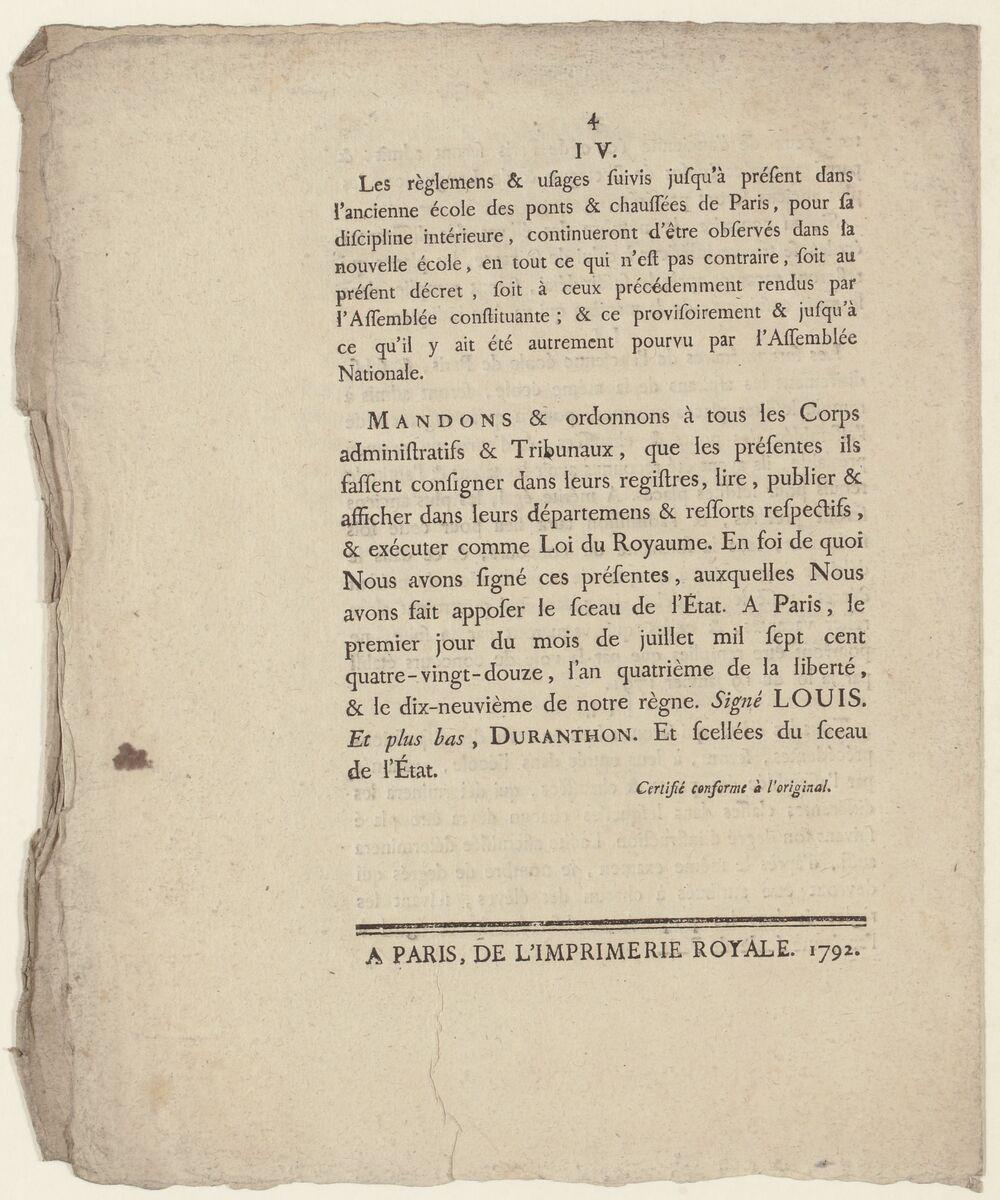 4
I V.
Les règlemens & uſages ſuivis juſqu'à préſent dans
l'ancienne école des ponts & chauſſées de Paris, pour ſa
diſcipline intérieure, continueront d'être obſervés dans la
nouvelle école, en tout ce qui n'eſt pas contraire, ſoit au
préſent décret, ſoit à ceux précédemment rendus par
l'Aſſemblée conſtituante; & ce proviſoirement & juſqu'à
ce qu'il y ait été autrement pourvu par l'Aſſemblée
Nationale.
MANDONS & ordonnons à tous les Corps
adminiſtratifs & Tribunaux, que les préſentes ils
faſſent conſigner dans leurs regiſtres, lire, publier &
afficher dans leurs départemens & reſſorts reſpectifs,
& exécuter comme Loi du Royaume. En foi de quoi
Nous avons ſigné ces préſentes, auxquelles Nous
avons fait appoſer le ſceau de l'État. A Paris, le
premier jour du mois de juillet mil ſept cent
quatre-vingt-douze, l'an quatrième de la liberté,
& le dix-neuvième de notre règne. Signé LOUIS.
Et plus bas, DURANTHON. Et ſcellées du ſceau
de l'État.
Certifié conforme à l'original.
A PARIS, DE L'IMPRIMERIE ROYALE. 1792.